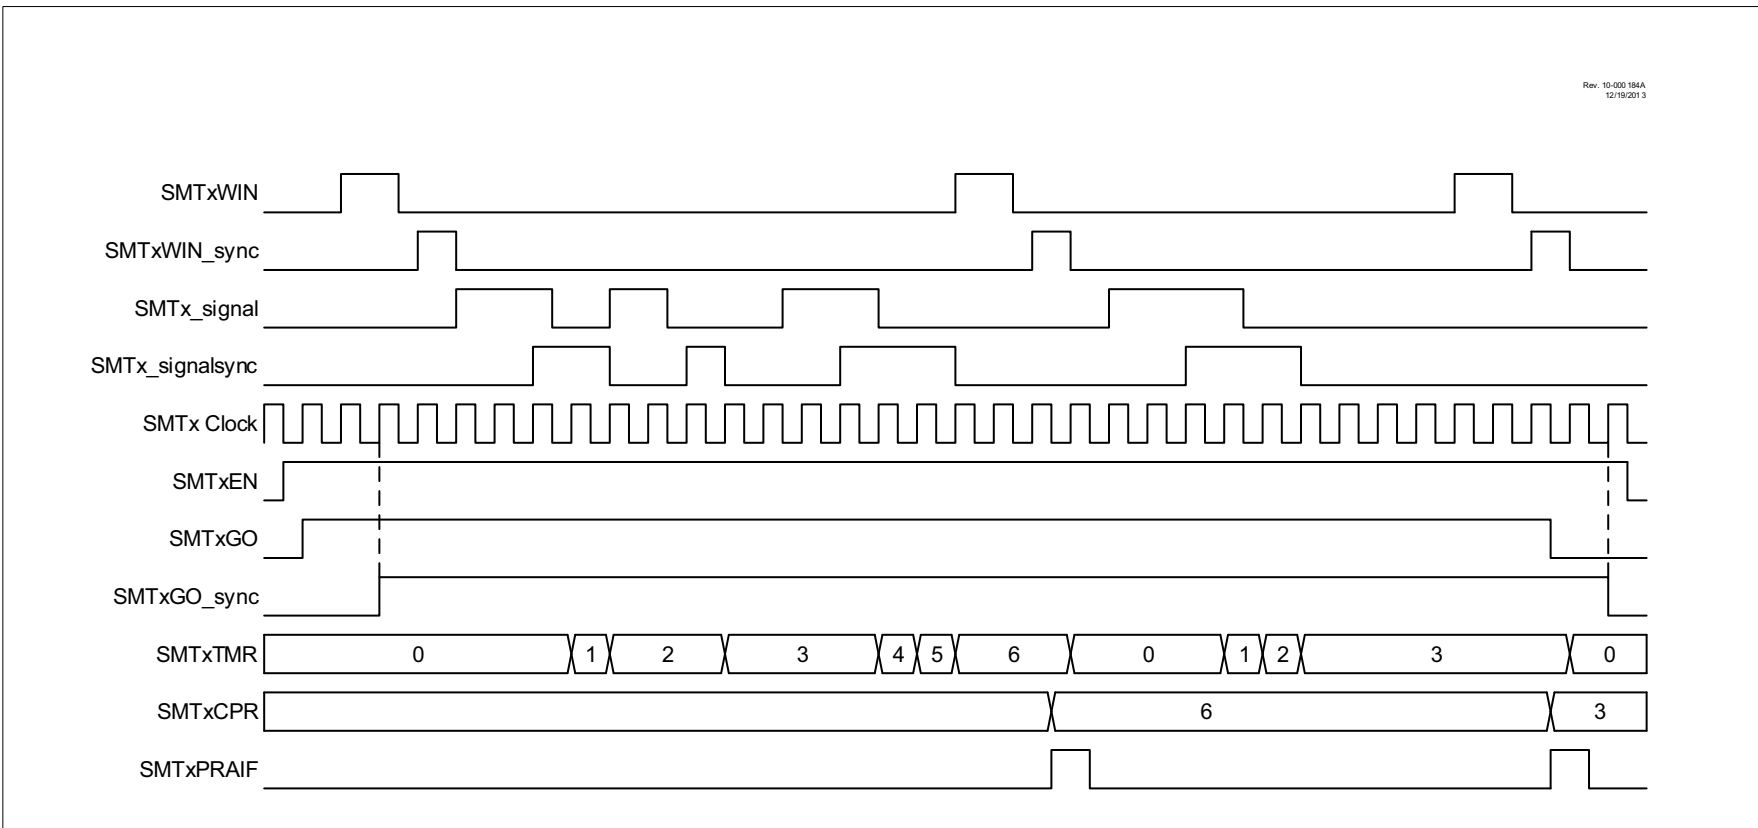 Rev. 10-000 184A
12/19/201 3
SMTxWIN
SMTxWIN_sync
SMTx_signal
SMTx_signalsync
SMTx Clock
SMTxEN
SMTxGO
SMTxGO_sync
SMTxTMR 0 1 2 3 4 5 6 0 1 2 3 0
SMTxCPR 6 3
SMTxPRAIF